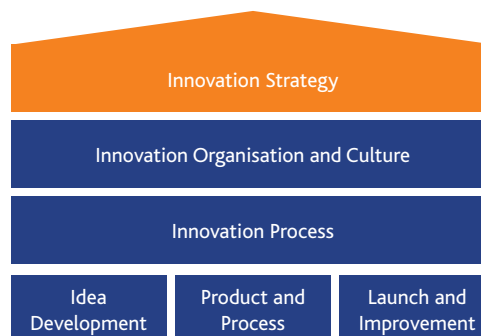 Innovation Strategy
Innovation Organisation and Culture
Innovation Process
Idea
Development
Product and
Process
Launch and
Improvement